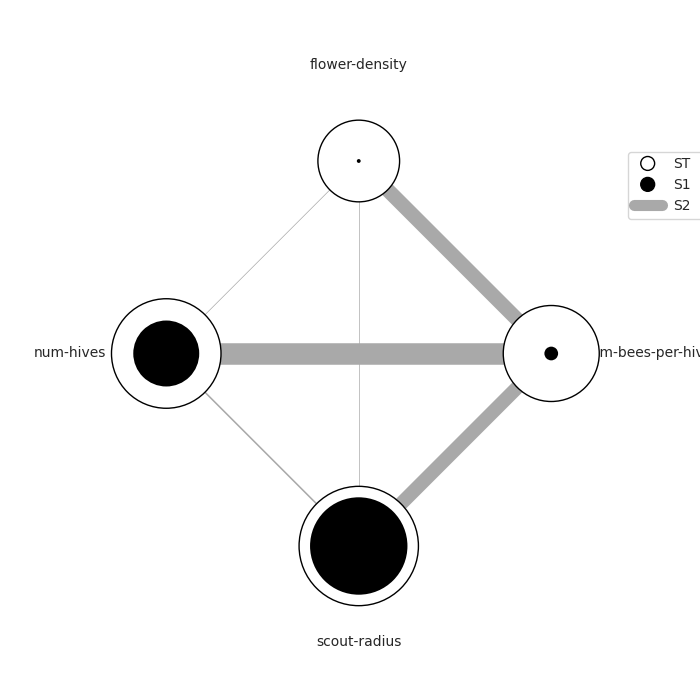 flower-density
ST
S1
S2
num-hives
m-bees-per-hiv
scout-radius